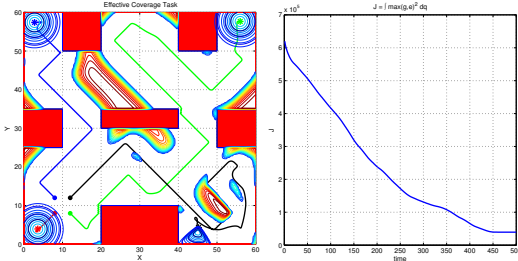 Effective Coverage Task
60
50
40
30
20
10
0
Y
0 10 20 30 40 50 60
X
J = ∫ max(g,e)² dq
7
6
5
4
3
2
1
0
J
0 50 100 150 200 250 300 350 400 450 500
time